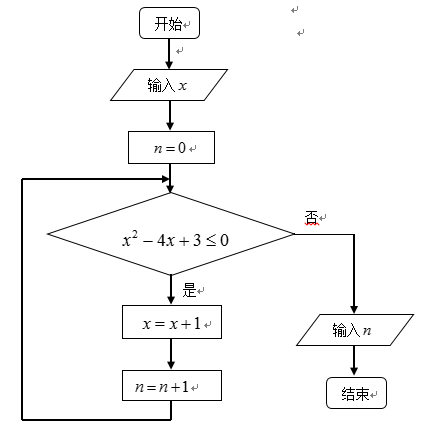 开始
输入 x
n = 0
x² − 4x + 3 ≤ 0
否
是
x = x + 1
输入 n
n = n + 1
结束